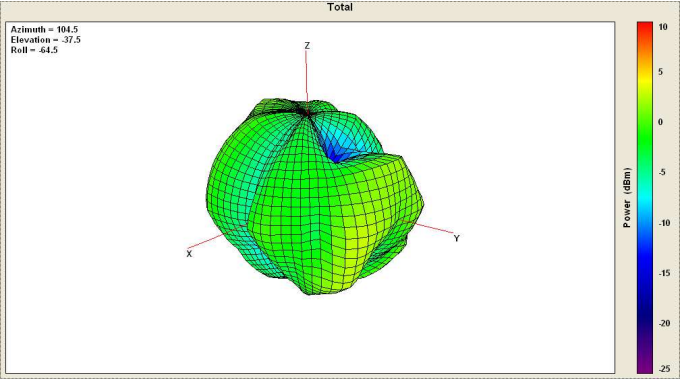 Total
Azimuth = 104.5
Elevation = -37.5
Roll = -64.5
Z
X
Y
Power (dBm)
10
5
0
-5
-10
-15
-20
-25